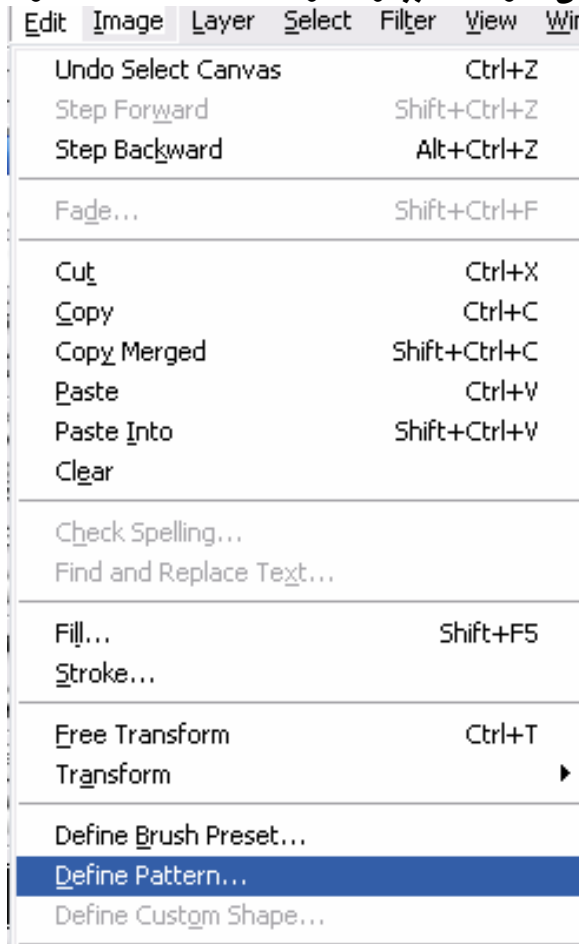 Edit Image Layer Select Filter View
Undo Select Canvas Ctrl+Z
Step Forward Shift+Ctrl+Z
Step Backward Alt+Ctrl+Z
Fade... Shift+Ctrl+F
Cut Ctrl+X
Copy Ctrl+C
Copy Merged Shift+Ctrl+C
Paste Ctrl+V
Paste Into Shift+Ctrl+V
Clear
Check Spelling...
Find and Replace Text...
Fill... Shift+F5
Stroke...
Free Transform Ctrl+T
Transform
Define Brush Preset...
Define Pattern...
Define Custom Shape...